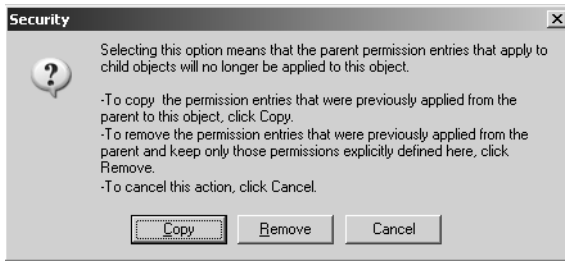 Security
Selecting this option means that the parent permission entries that apply to
child objects will no longer be applied to this object.
-To copy  the permission entries that were previously applied from the
parent to this object, click Copy.
-To remove the permission entries that were previously applied from the
parent and keep only those permissions explicitly defined here, click
Remove.
-To cancel this action, click Cancel.
Copy Remove Cancel